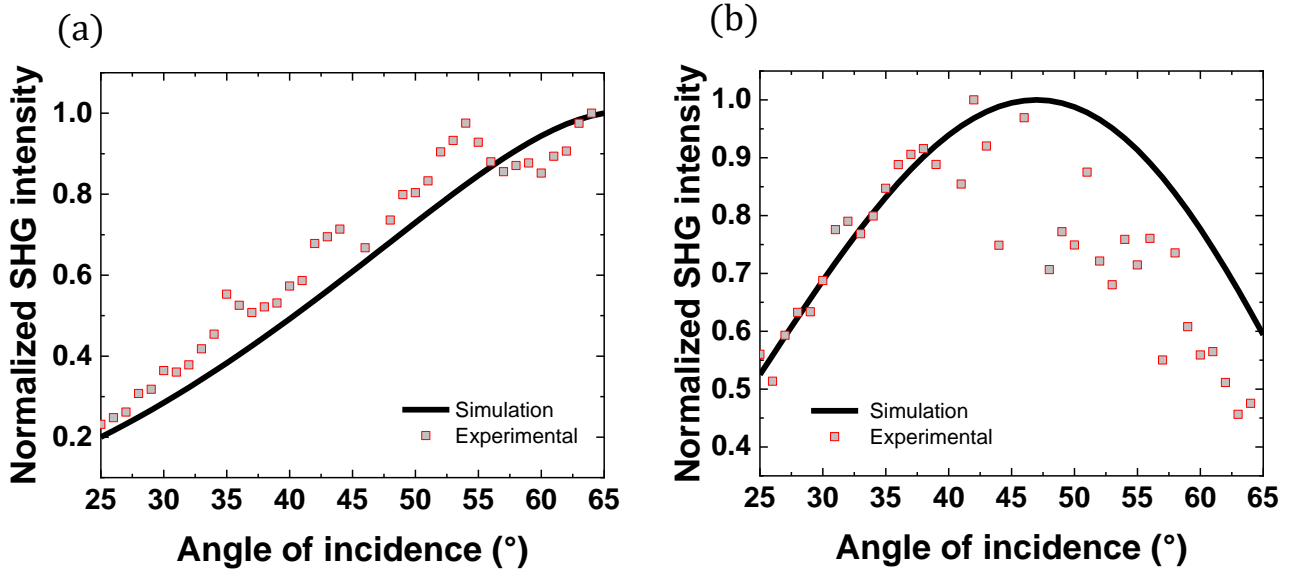 (a)
Normalized SHG intensity
1.0
0.8
0.6
0.4
0.2
Simulation
Experimental
25 30 35 40 45 50 55 60 65
Angle of incidence (°)
(b)
Normalized SHG intensity
1.0
0.9
0.8
0.7
0.6
0.5
0.4
Simulation
Experimental
25 30 35 40 45 50 55 60 65
Angle of incidence (°)